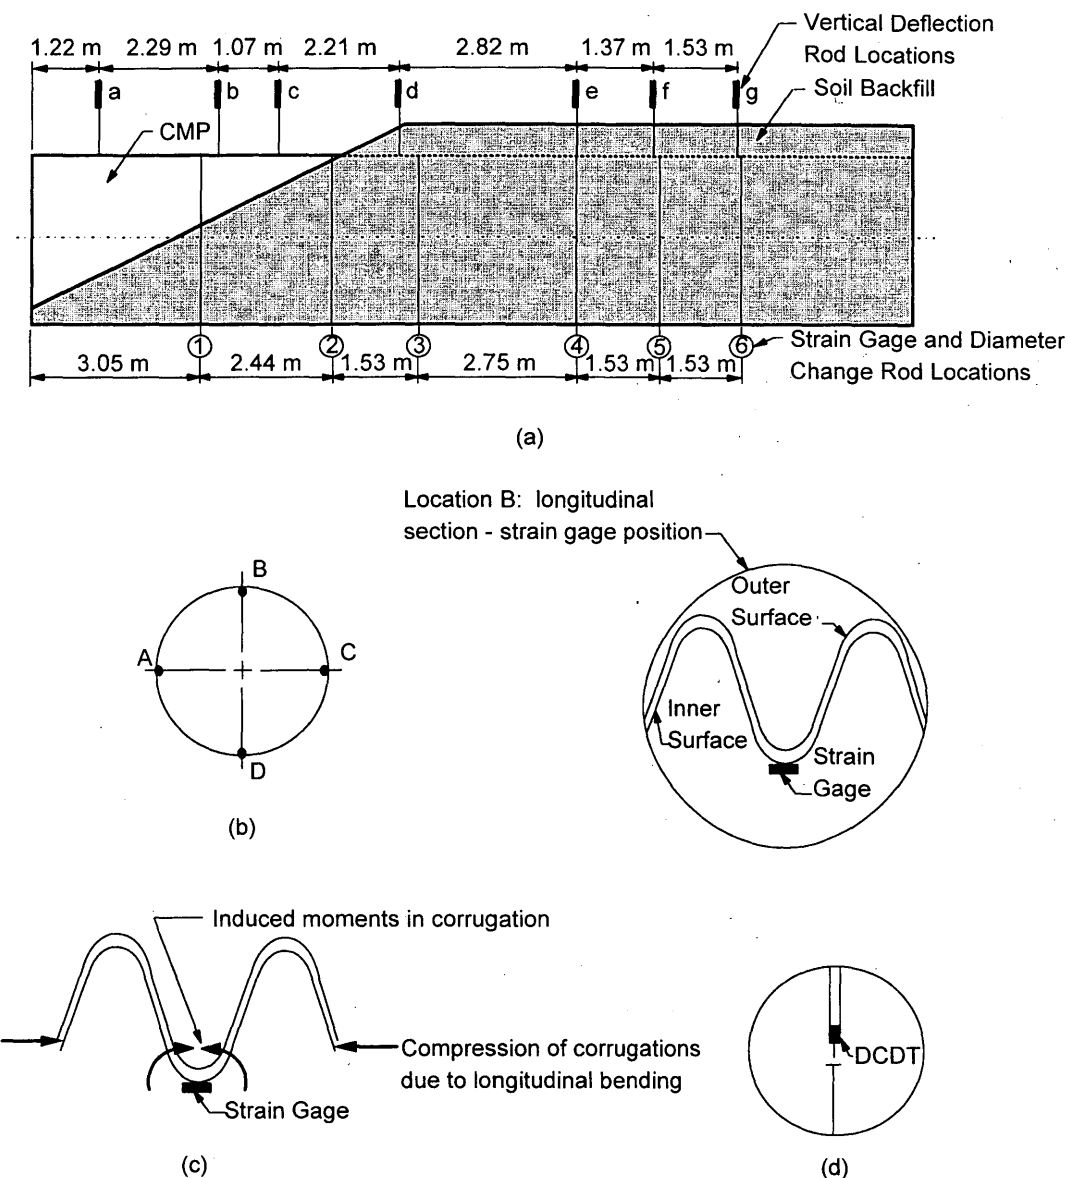 Vertical Deflection
Rod Locations
1.22 m 2.29 m 1.07 m 2.21 m 2.82 m 1.37 m 1.53 m
a b c d e f g
Soil Backfill
CMP
1 2 3 4 5 6
Strain Gage and Diameter
Change Rod Locations
3.05 m 2.44 m 1.53 m 2.75 m 1.53 m 1.53 m
(a)
Location B: longitudinal
section - strain gage position
B
A
C
D
(b)
Outer
Surface
Inner
Surface
Strain
Gage
Induced moments in corrugation
Compression of corrugations
due to longitudinal bending
Strain Gage
(c)
DCDT
(d)